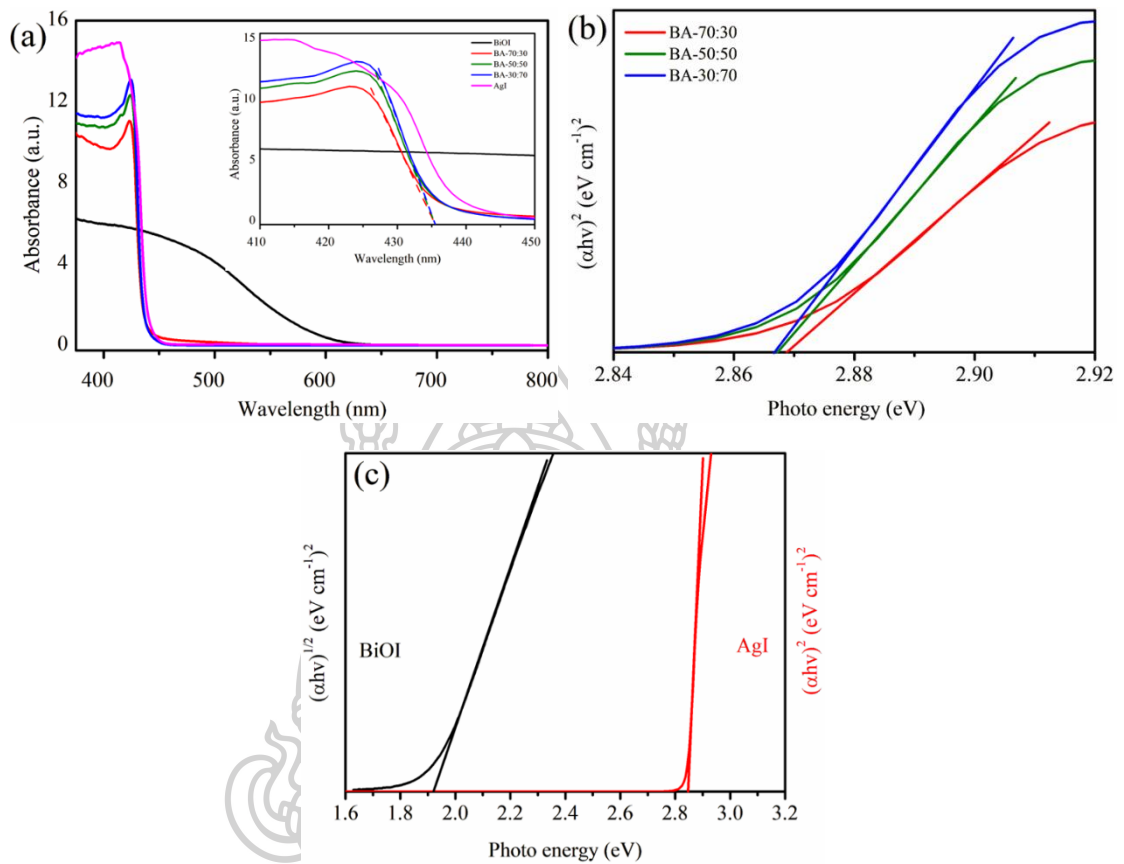 (a)
16
12
8
4
0
Absorbance (a.u.)
400 500 600 700 800
Wavelength (nm)
15
10
5
0
Absorbance (a.u.)
410 420 430 440 450
Wavelength (nm)
BiOI
BA-70:30
BA-50:50
BA-30:70
AgI
(b)
BA-70:30
BA-50:50
BA-30:70
(αhv)² (eV cm⁻¹)²
2.84 2.86 2.88 2.90 2.92
Photo energy (eV)
(c)
(αhv)¹/² (eV cm⁻¹)²
BiOI
AgI
(αhv)² (eV cm⁻¹)²
1.6 1.8 2.0 2.2 2.4 2.6 2.8 3.0 3.2
Photo energy (eV)